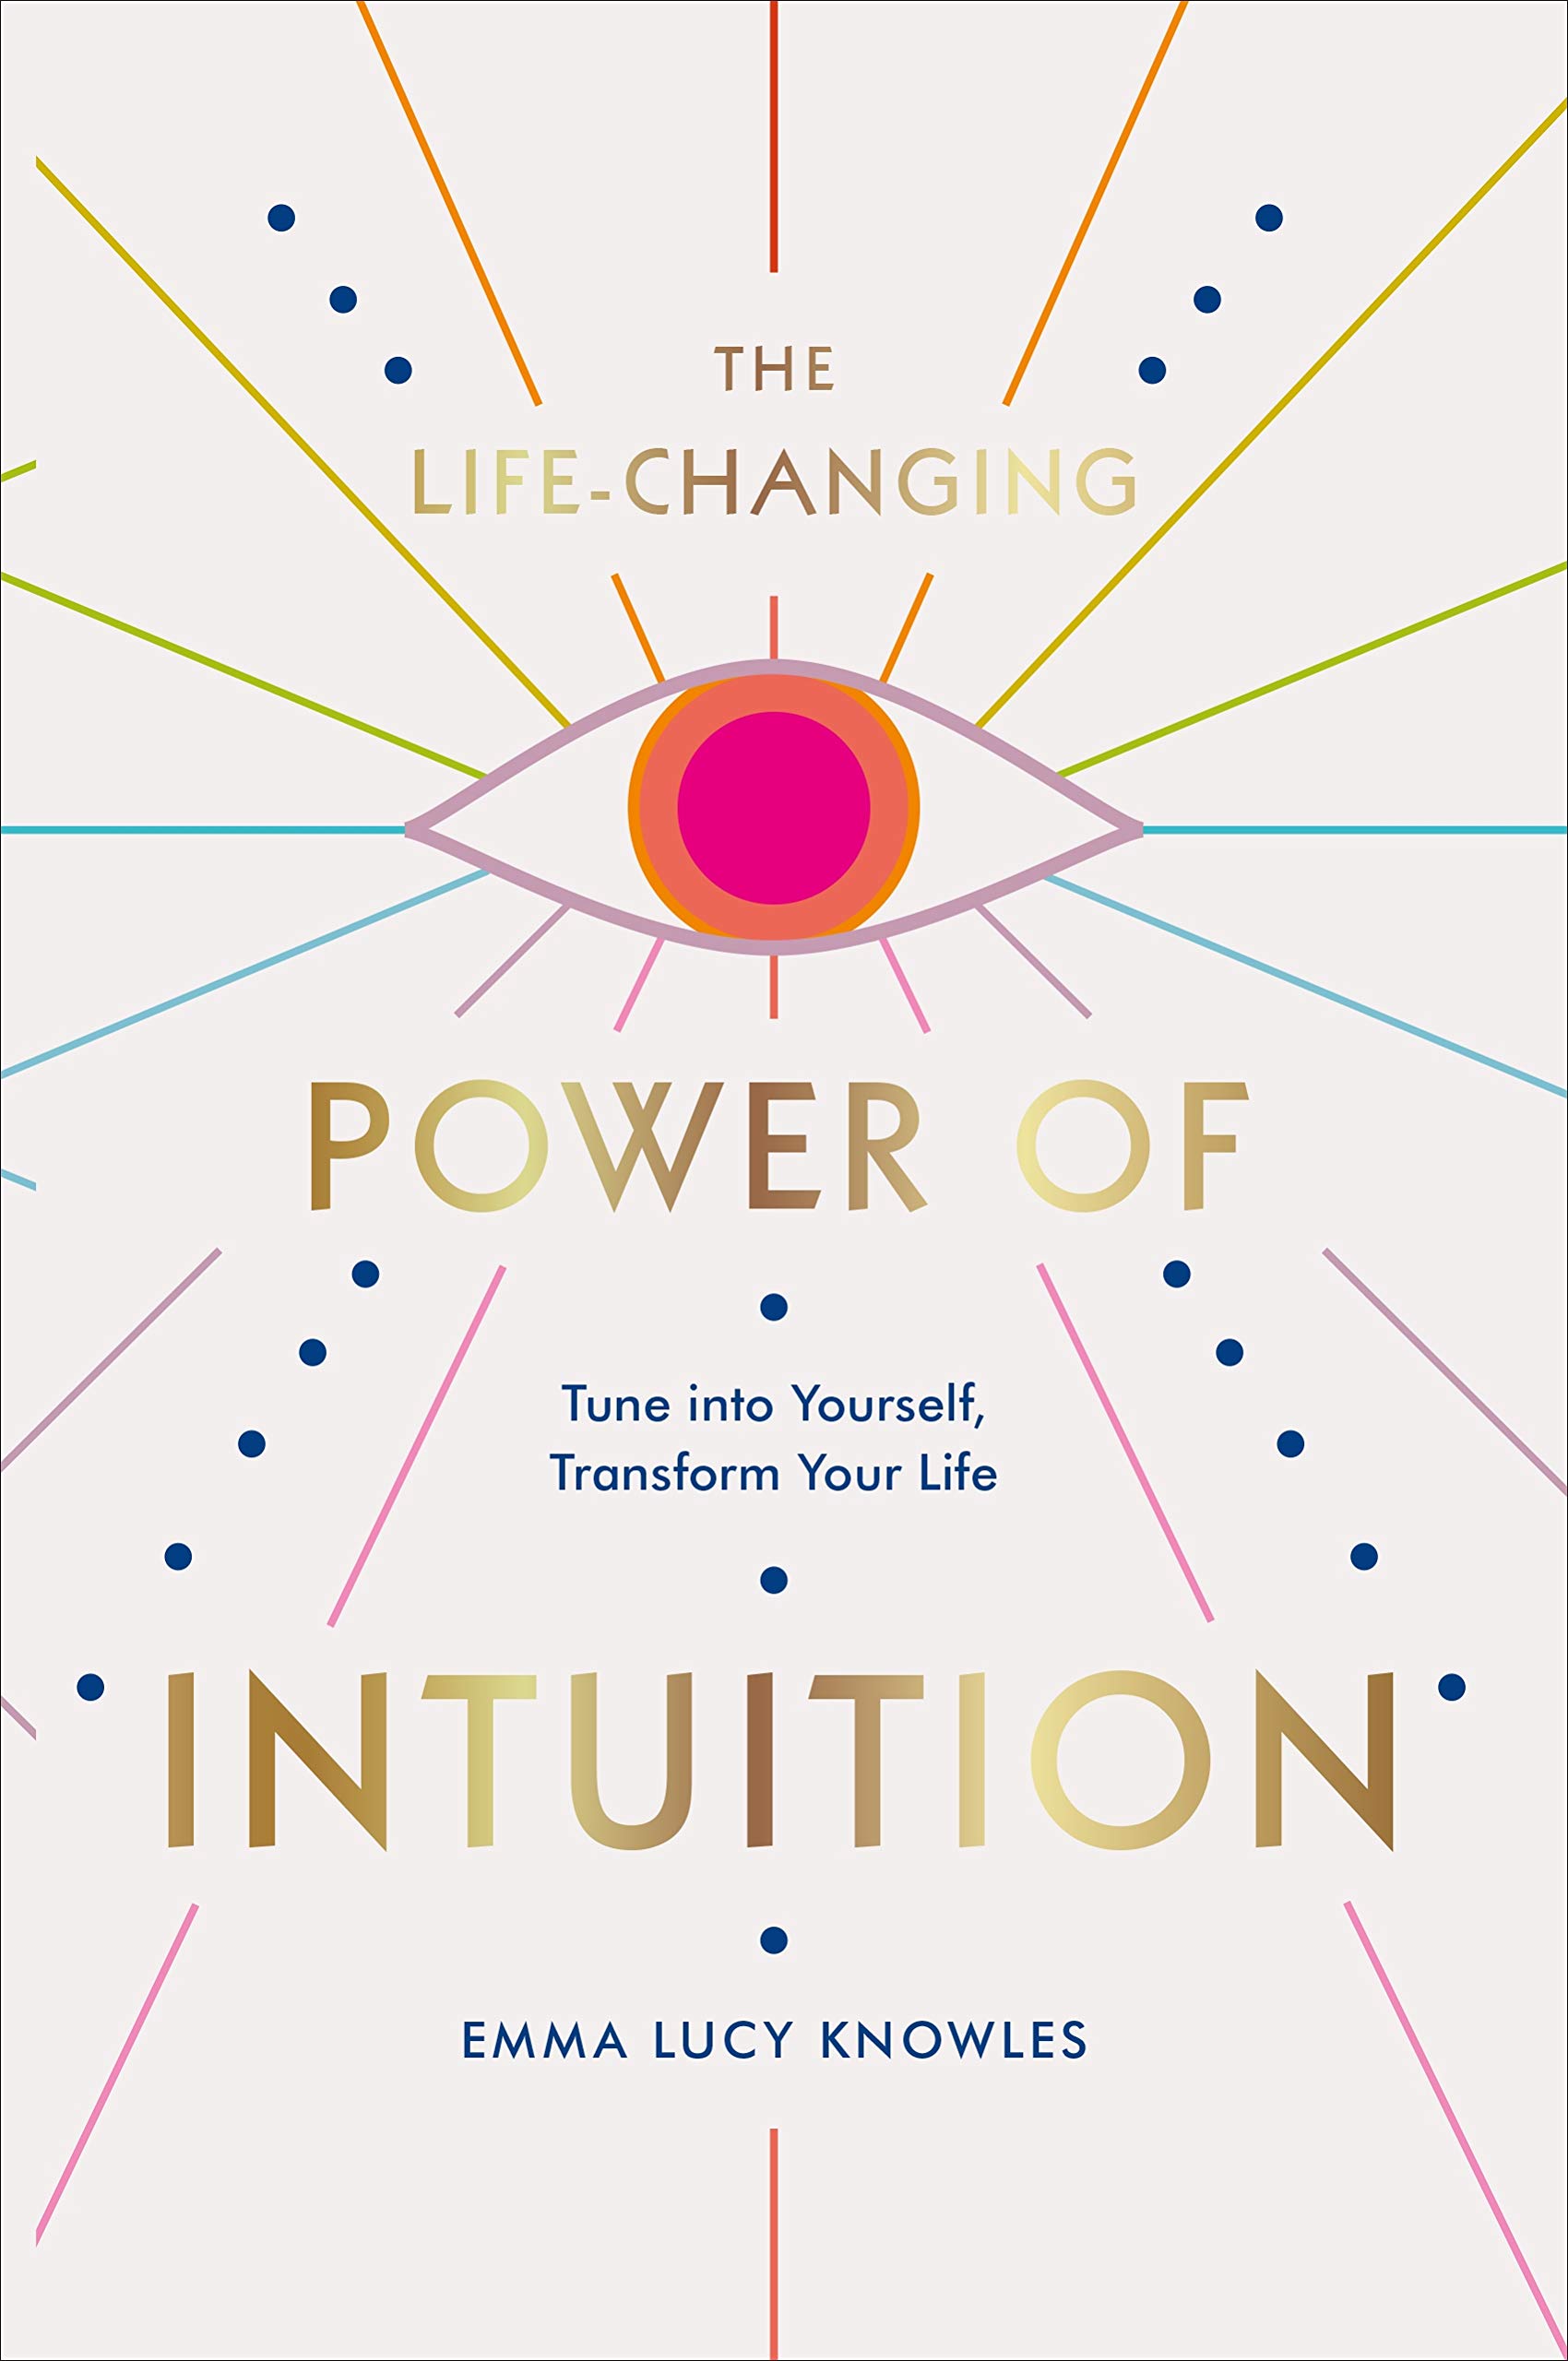 THE
LIFE-CHANGING
POWER OF
Tune into Yourself,
Transform Your Life
INTUITION
EMMA LUCY KNOWLES